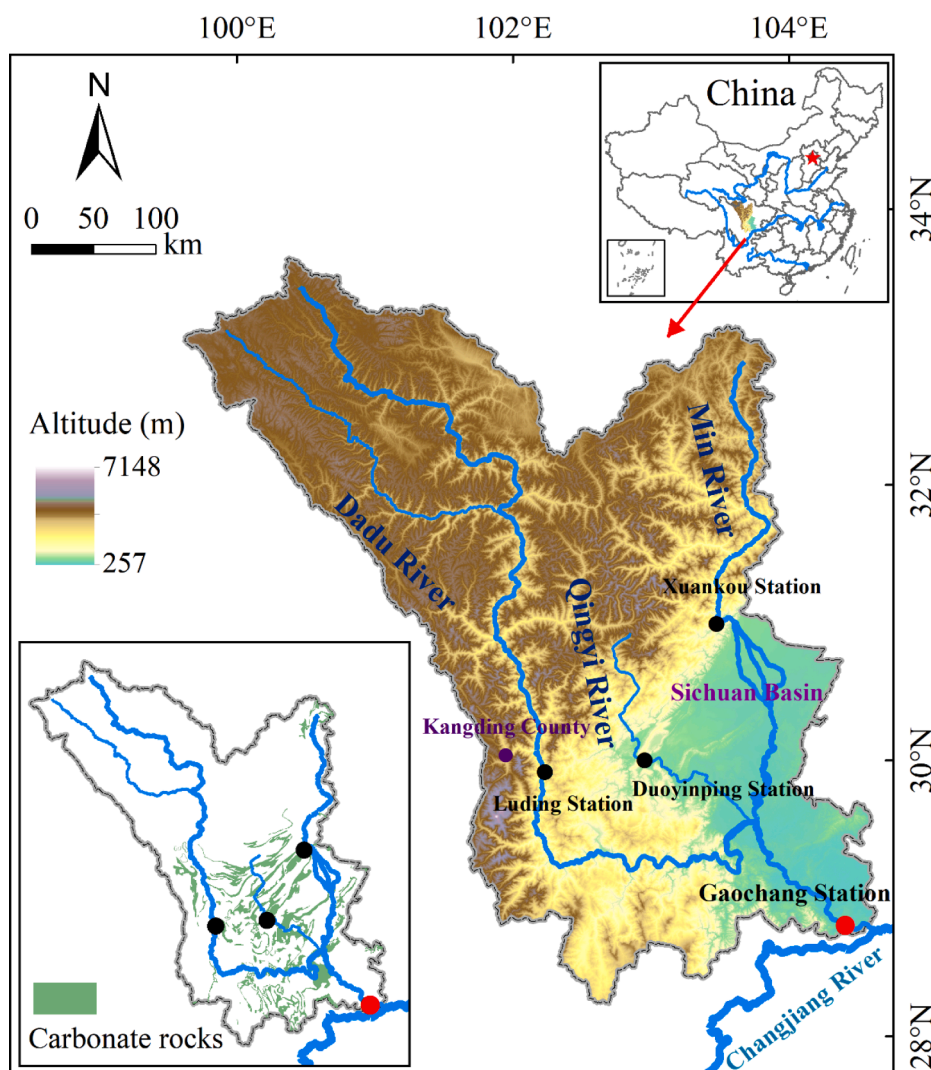 100°E
102°E
104°E
N
China
0
50
100
km
34°N
Altitude (m)
7148
257
Min River
32°N
Dadu River
Xuankou Station
Qingyi River
Sichuan Basin
Kangding County
30°N
Luding Station
Duoyinping Station
Gaochang Station
Changjiang River
Carbonate rocks
28°N